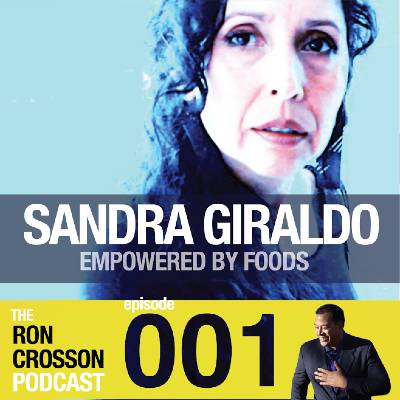 SANDRA GIRALDO
EMPOWERED BY FOODS
THE
RON
CROSSON
PODCAST
episode
001